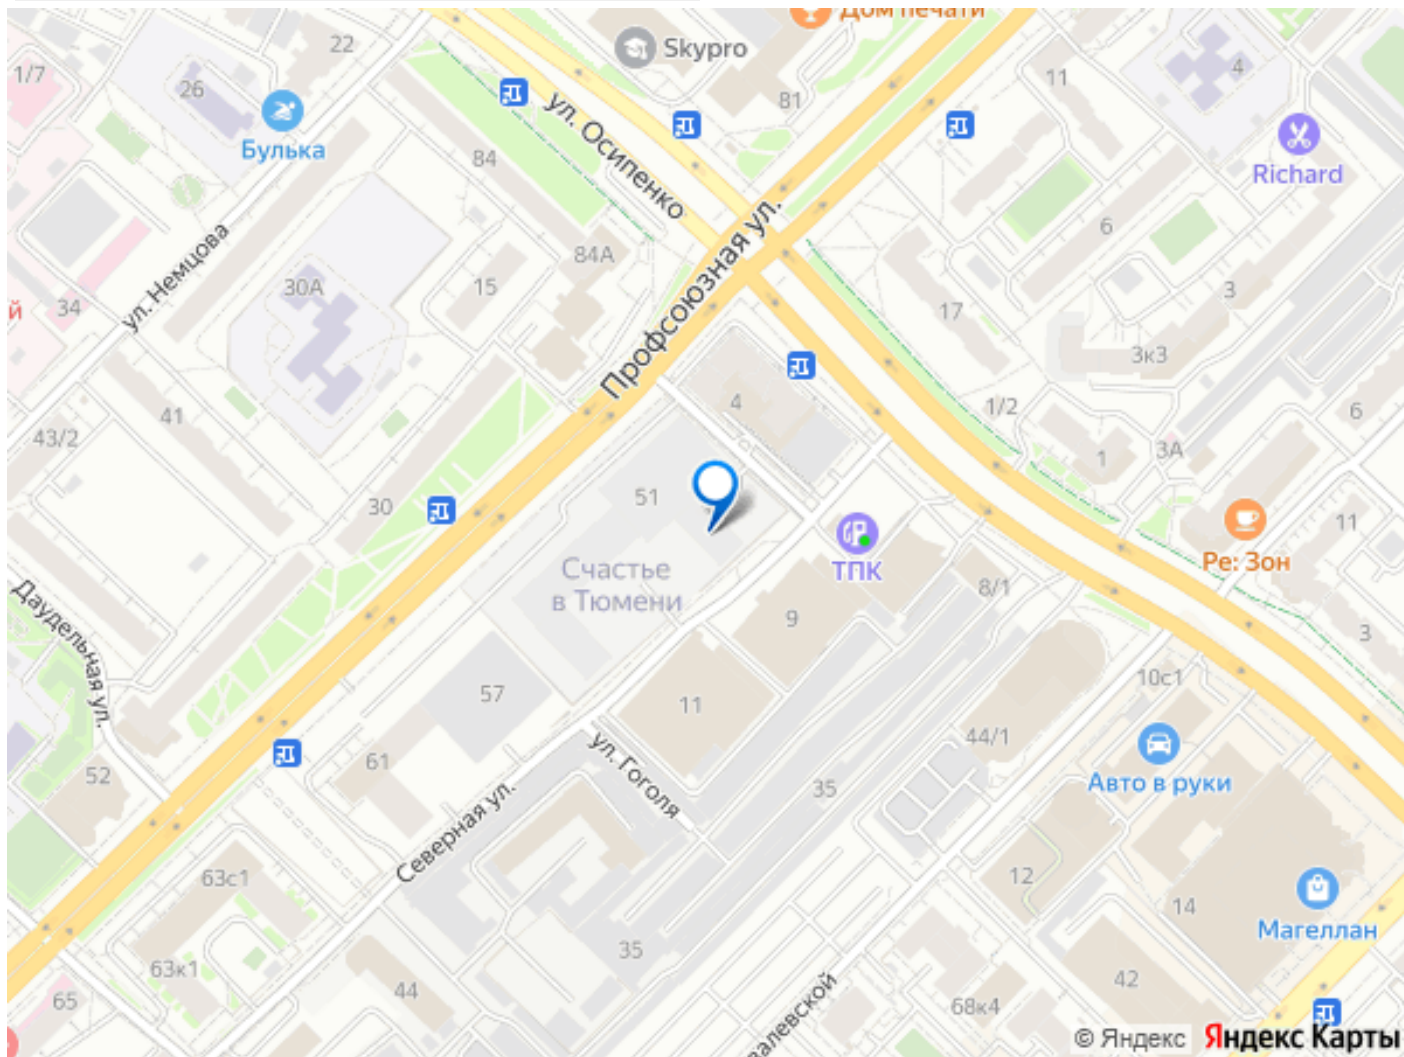 Дом печати
22
Skypro
1/7
26
4
11
81
Булька
ул. Осипенко
84
Richard
ул. Немцова
15
84А
6
30А
34
й
Профсоюзная ул.
17
3
3к3
41
43/2
4
1/2
6
3А
1
30
51
11
Счастье
в Тюмени
ТПК
Ре: Зон
8/1
9
3
Даудельная ул.
57
11
10с1
44/1
61
52
ул. Гоголя
35
Авто в руки
Северная ул.
63с1
12
14
Магеллан
63к1
35
44
42
65
68к4
валевской
© Яндекс
Яндекс Карты